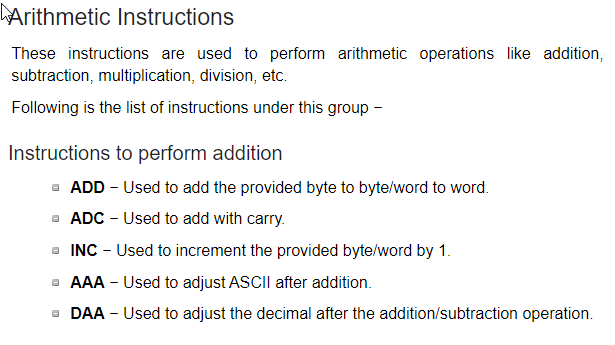 Arithmetic Instructions
These instructions are used to perform arithmetic operations like addition,
subtraction, multiplication, division, etc.
Following is the list of instructions under this group −
Instructions to perform addition
ADD − Used to add the provided byte to byte/word to word.
ADC − Used to add with carry.
INC − Used to increment the provided byte/word by 1.
AAA − Used to adjust ASCII after addition.
DAA − Used to adjust the decimal after the addition/subtraction operation.